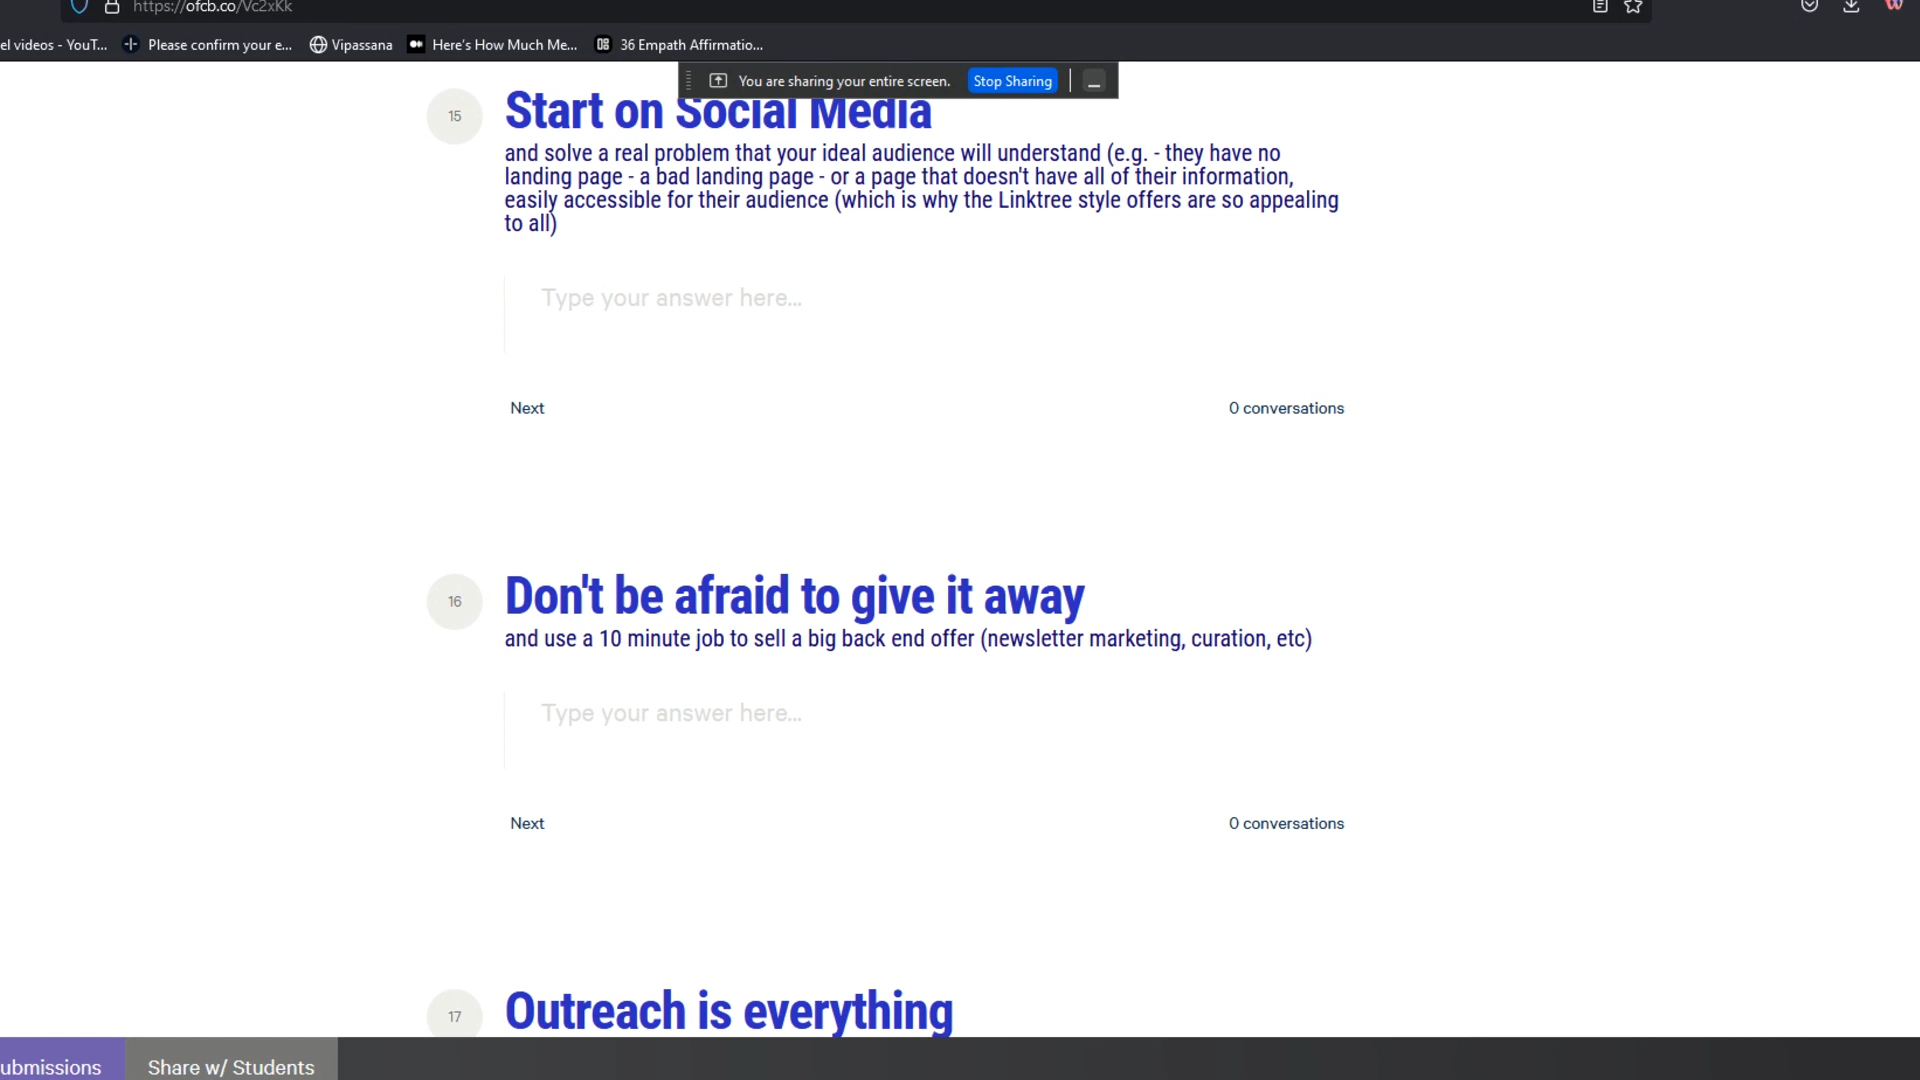 https://ofcb.co/Vc2xKk
el videos - YouT...
Please confirm your e...
Vipassana
Here's How Much Me...
36 Empath Affirmatio...
You are sharing your entire screen.
Stop Sharing
15
Start on Social Media
and solve a real problem that your ideal audience will understand (e.g. - they have no
landing page - a bad landing page - or a page that doesn't have all of their information,
easily accessible for their audience (which is why the Linktree style offers are so appealing
to all)
Type your answer here...
Next
0 conversations
16
Don't be afraid to give it away
and use a 10 minute job to sell a big back end offer (newsletter marketing, curation, etc)
Type your answer here...
Next
0 conversations
17
Outreach is everything
ubmissions
Share w/ Students